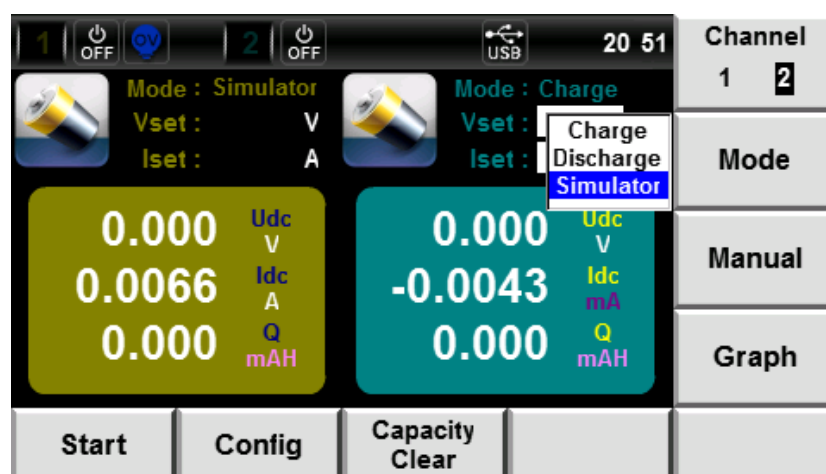 1 OFF OV 2 OFF USB 20 51
Mode : Simulator
Vset : V
Iset : A
Mode : Charge
Vset :
Iset :
Charge
Discharge
Simulator
0.000 Udc V
0.0066 Idc A
0.000 Q mAH
0.000 Udc V
-0.0043 Idc mA
0.000 Q mAH
Channel
1 2
Mode
Manual
Graph
Start
Config
Capacity
Clear